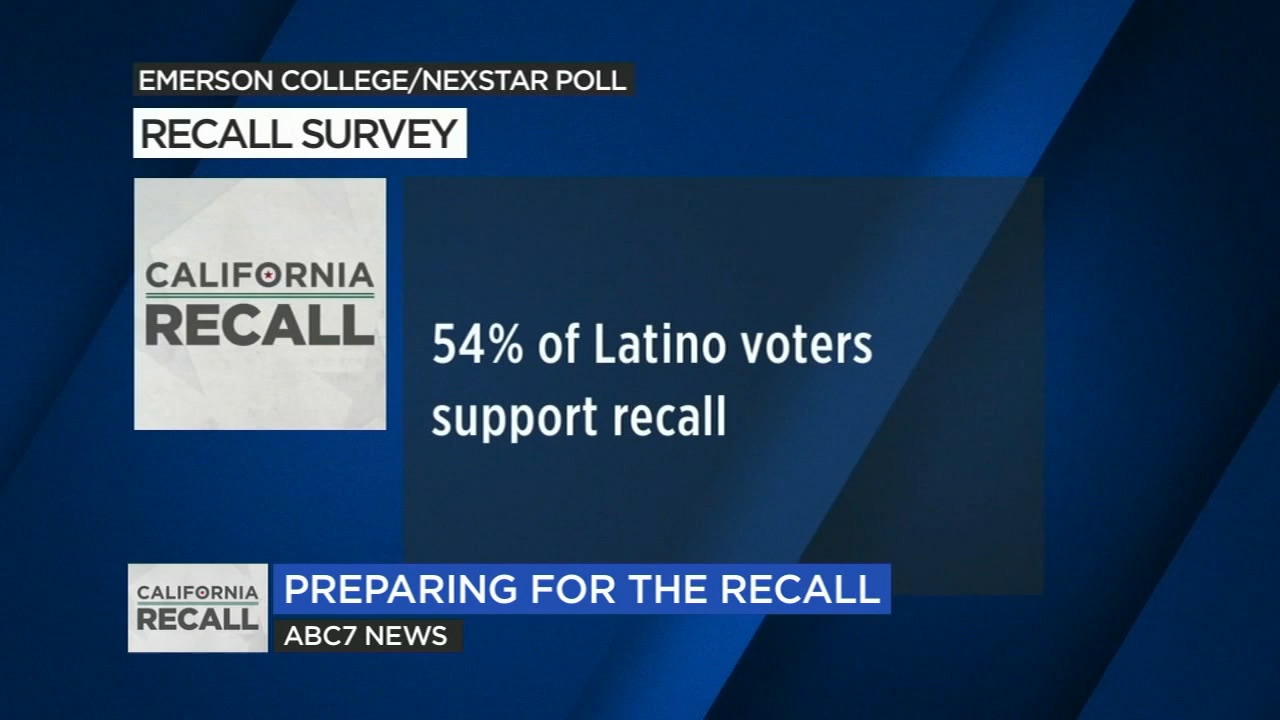 EMERSON COLLEGE/NEXSTAR POLL
RECALL SURVEY
CALIFORNIA
RECALL
54% of Latino voters
support recall
CALIFORNIA
RECALL
PREPARING FOR THE RECALL
ABC7 NEWS